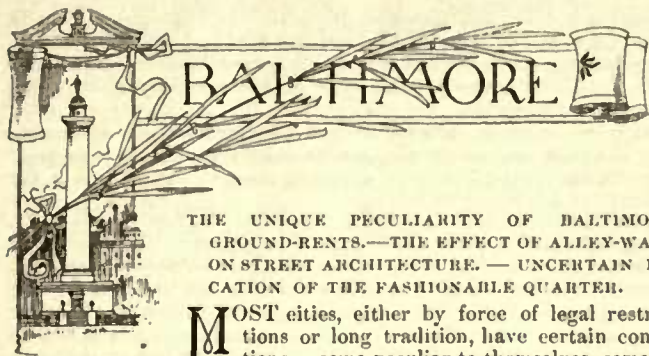 BALTIMORE
THE UNIQUE PECULIARITY OF BALTIMO
GROUND-RENTS.—THE EFFECT OF ALLEY-WA
ON STREET ARCHITECTURE. — UNCERTAIN
CATION OF THE FASHIONABLE QUARTER.
MOST cities, either by force of legal restr
tions or long tradition, have certain con